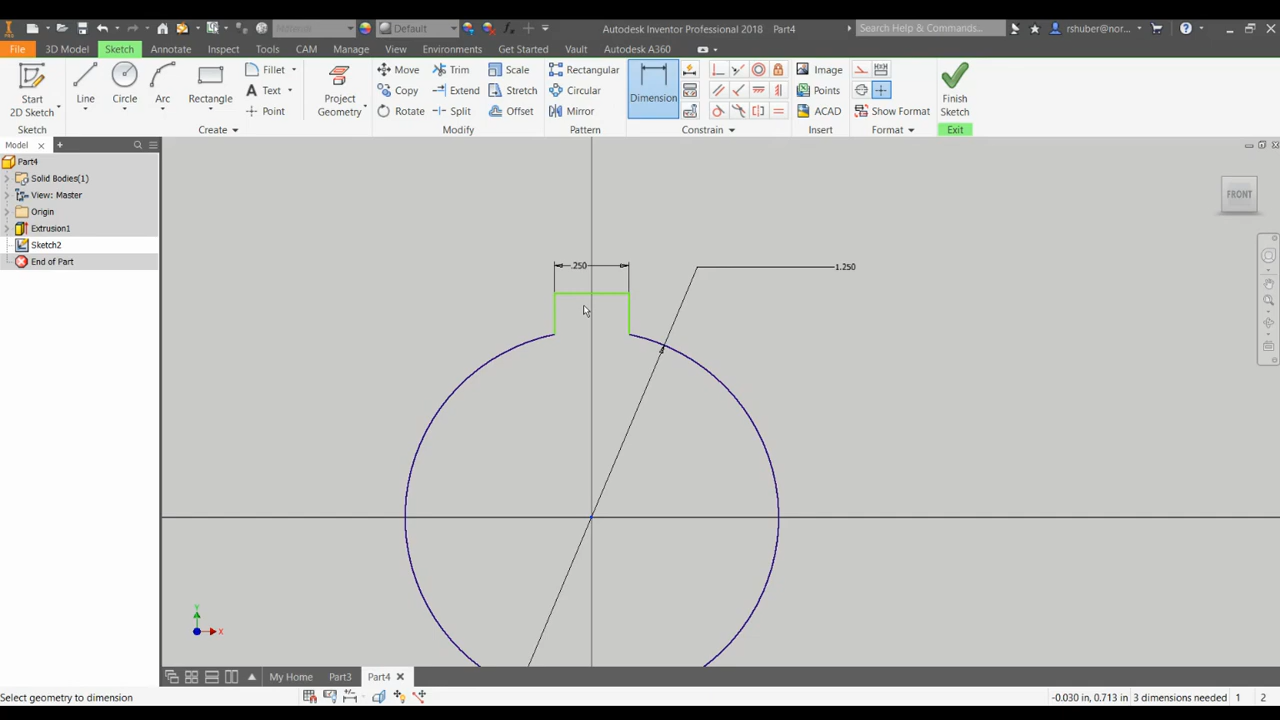 Default Autodesk Inventor Professional 2018 Part4 Search Help & Commands... rshuber@nor...
File 3D Model Sketch Annotate Inspect Tools CAM Manage View Environments Get Started Vault Autodesk A360
Fillet Move Trim Scale Rectangular Image
Text Copy Extend Stretch Circular Points
Start 2D Sketch Line Circle Arc Rectangle Point Project Geometry Rotate Split Offset Mirror Dimension ACAD Show Format Finish Sketch
Sketch Create Modify Pattern Constrain Insert Format Exit
Model
Part4
Solid Bodies(1)
View: Master
Origin
Extrusion1
Sketch2
End of Part
FRONT
.250
1.250
Y
X
My Home Part3 Part4
Select geometry to dimension -0.030 in, 0.713 in 3 dimensions needed 1 2